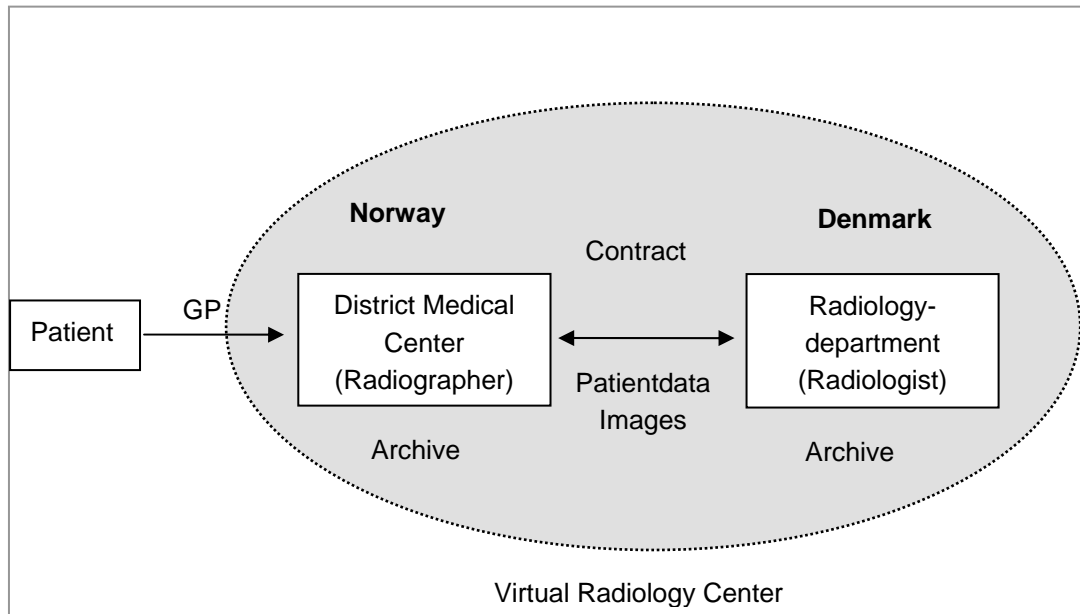 Norway
Denmark
Contract
GP
Patient
District Medical
Center
(Radiographer)
Radiology-
department
(Radiologist)
Patientdata
Images
Archive
Archive
Virtual Radiology Center